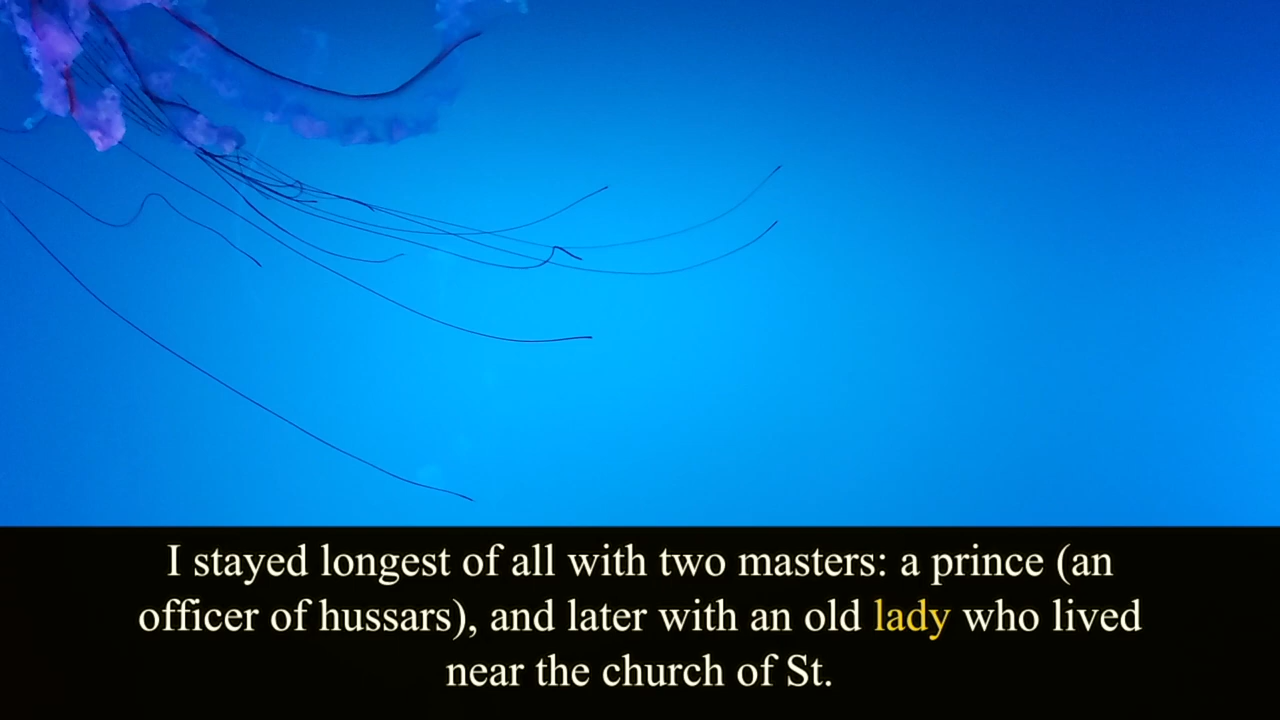 I stayed longest of all with two masters: a prince (an
officer of hussars), and later with an old lady who lived
near the church of St.